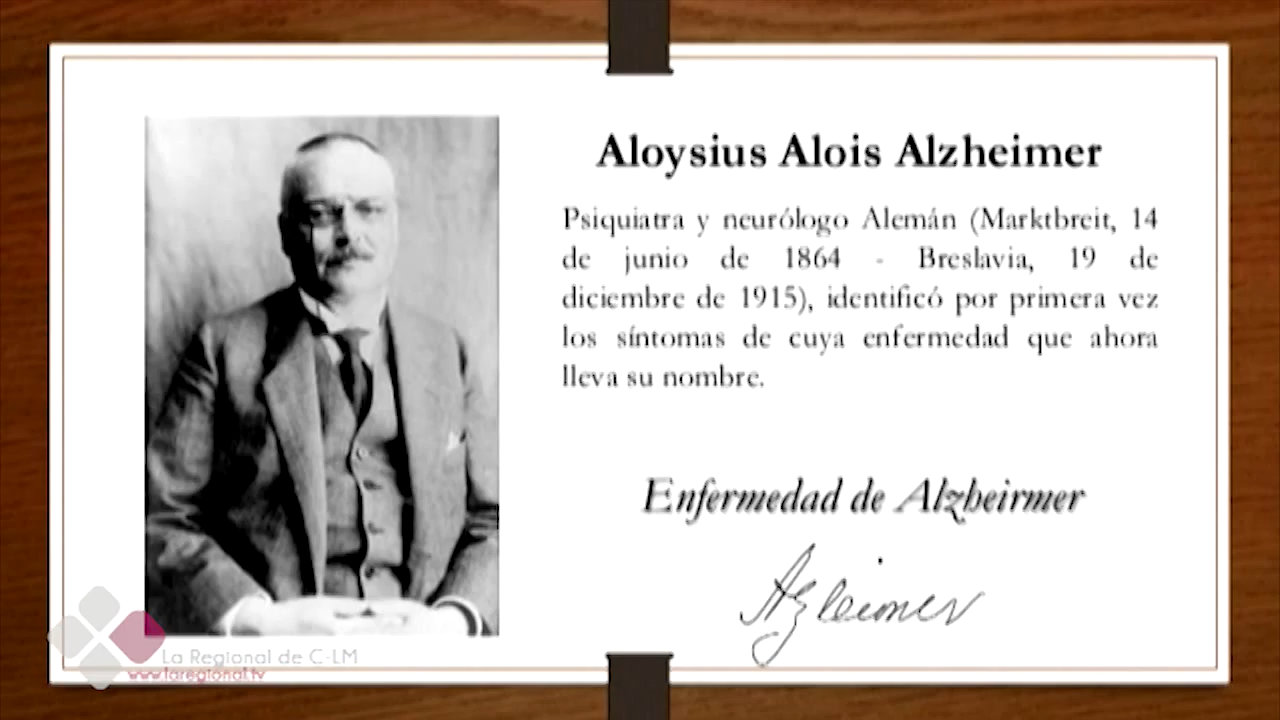 Aloysius Alois Alzheimer
Psiquiatra y neurólogo Alemán (Marktbreit, 14
de junio de 1864 - Breslavia, 19 de
diciembre de 1915), identificó por primera vez
los síntomas de cuya enfermedad que ahora
lleva su nombre.
Enfermedad de Alzheirmer
Alzheimer
La Regional de C-LM
www.laregional.tv